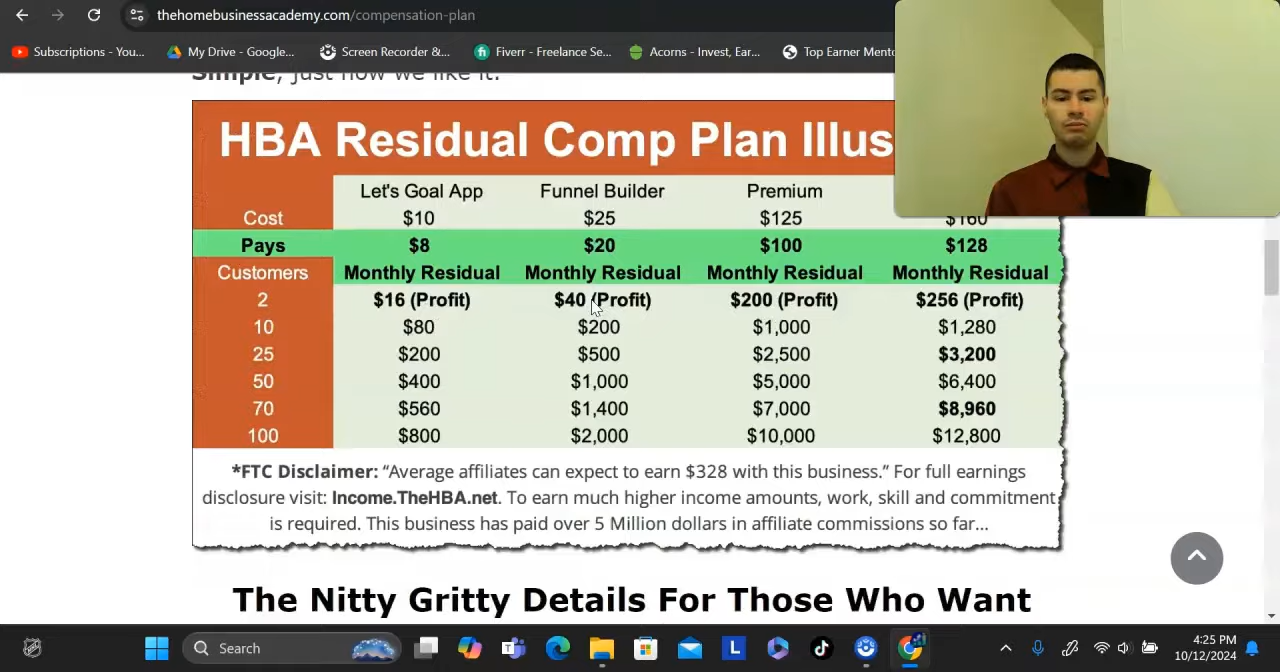 thehomebusinessacademy.com/compensation-plan
Subscriptions - You...
My Drive - Google...
Screen Recorder &...
Fiverr - Freelance Se...
Acorns - Invest, Ear...
Top Earner Mento
Simple, just how we like it.
HBA Residual Comp Plan Illus
Let's Goal App Funnel Builder Premium
Cost $10 $25 $125 $160
Pays $8 $20 $100 $128
Customers Monthly Residual Monthly Residual Monthly Residual Monthly Residual
2 $16 (Profit) $40 (Profit) $200 (Profit) $256 (Profit)
10 $80 $200 $1,000 $1,280
25 $200 $500 $2,500 $3,200
50 $400 $1,000 $5,000 $6,400
70 $560 $1,400 $7,000 $8,960
100 $800 $2,000 $10,000 $12,800
*FTC Disclaimer: “Average affiliates can expect to earn $328 with this business.” For full earnings
disclosure visit: Income.TheHBA.net. To earn much higher income amounts, work, skill and commitment
is required. This business has paid over 5 Million dollars in affiliate commissions so far...
The Nitty Gritty Details For Those Who Want
Search
4:25 PM
10/12/2024